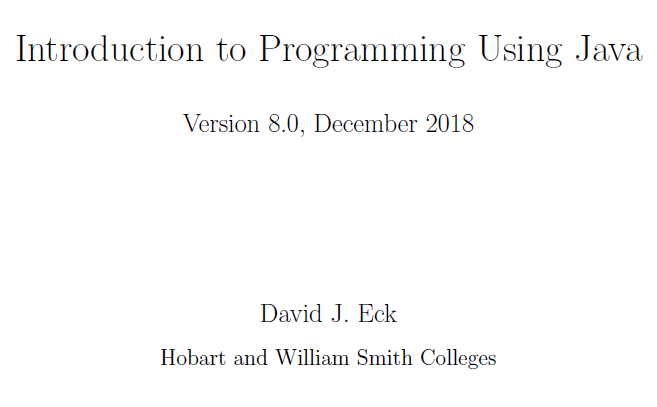 Introduction to Programming Using Java
Version 8.0, December 2018
David J. Eck
Hobart and William Smith Colleges